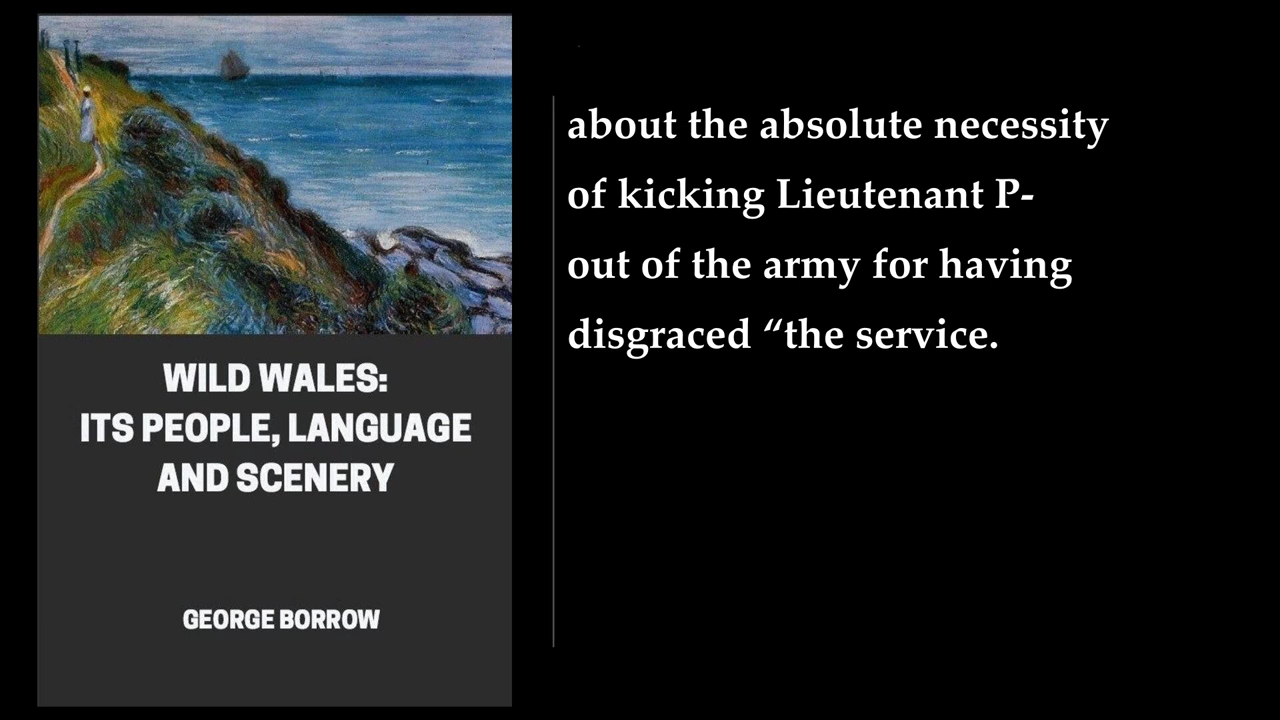 WILD WALES:
ITS PEOPLE, LANGUAGE
AND SCENERY
GEORGE BORROW
about the absolute necessity
of kicking Lieutenant P-
out of the army for having
disgraced “the service.